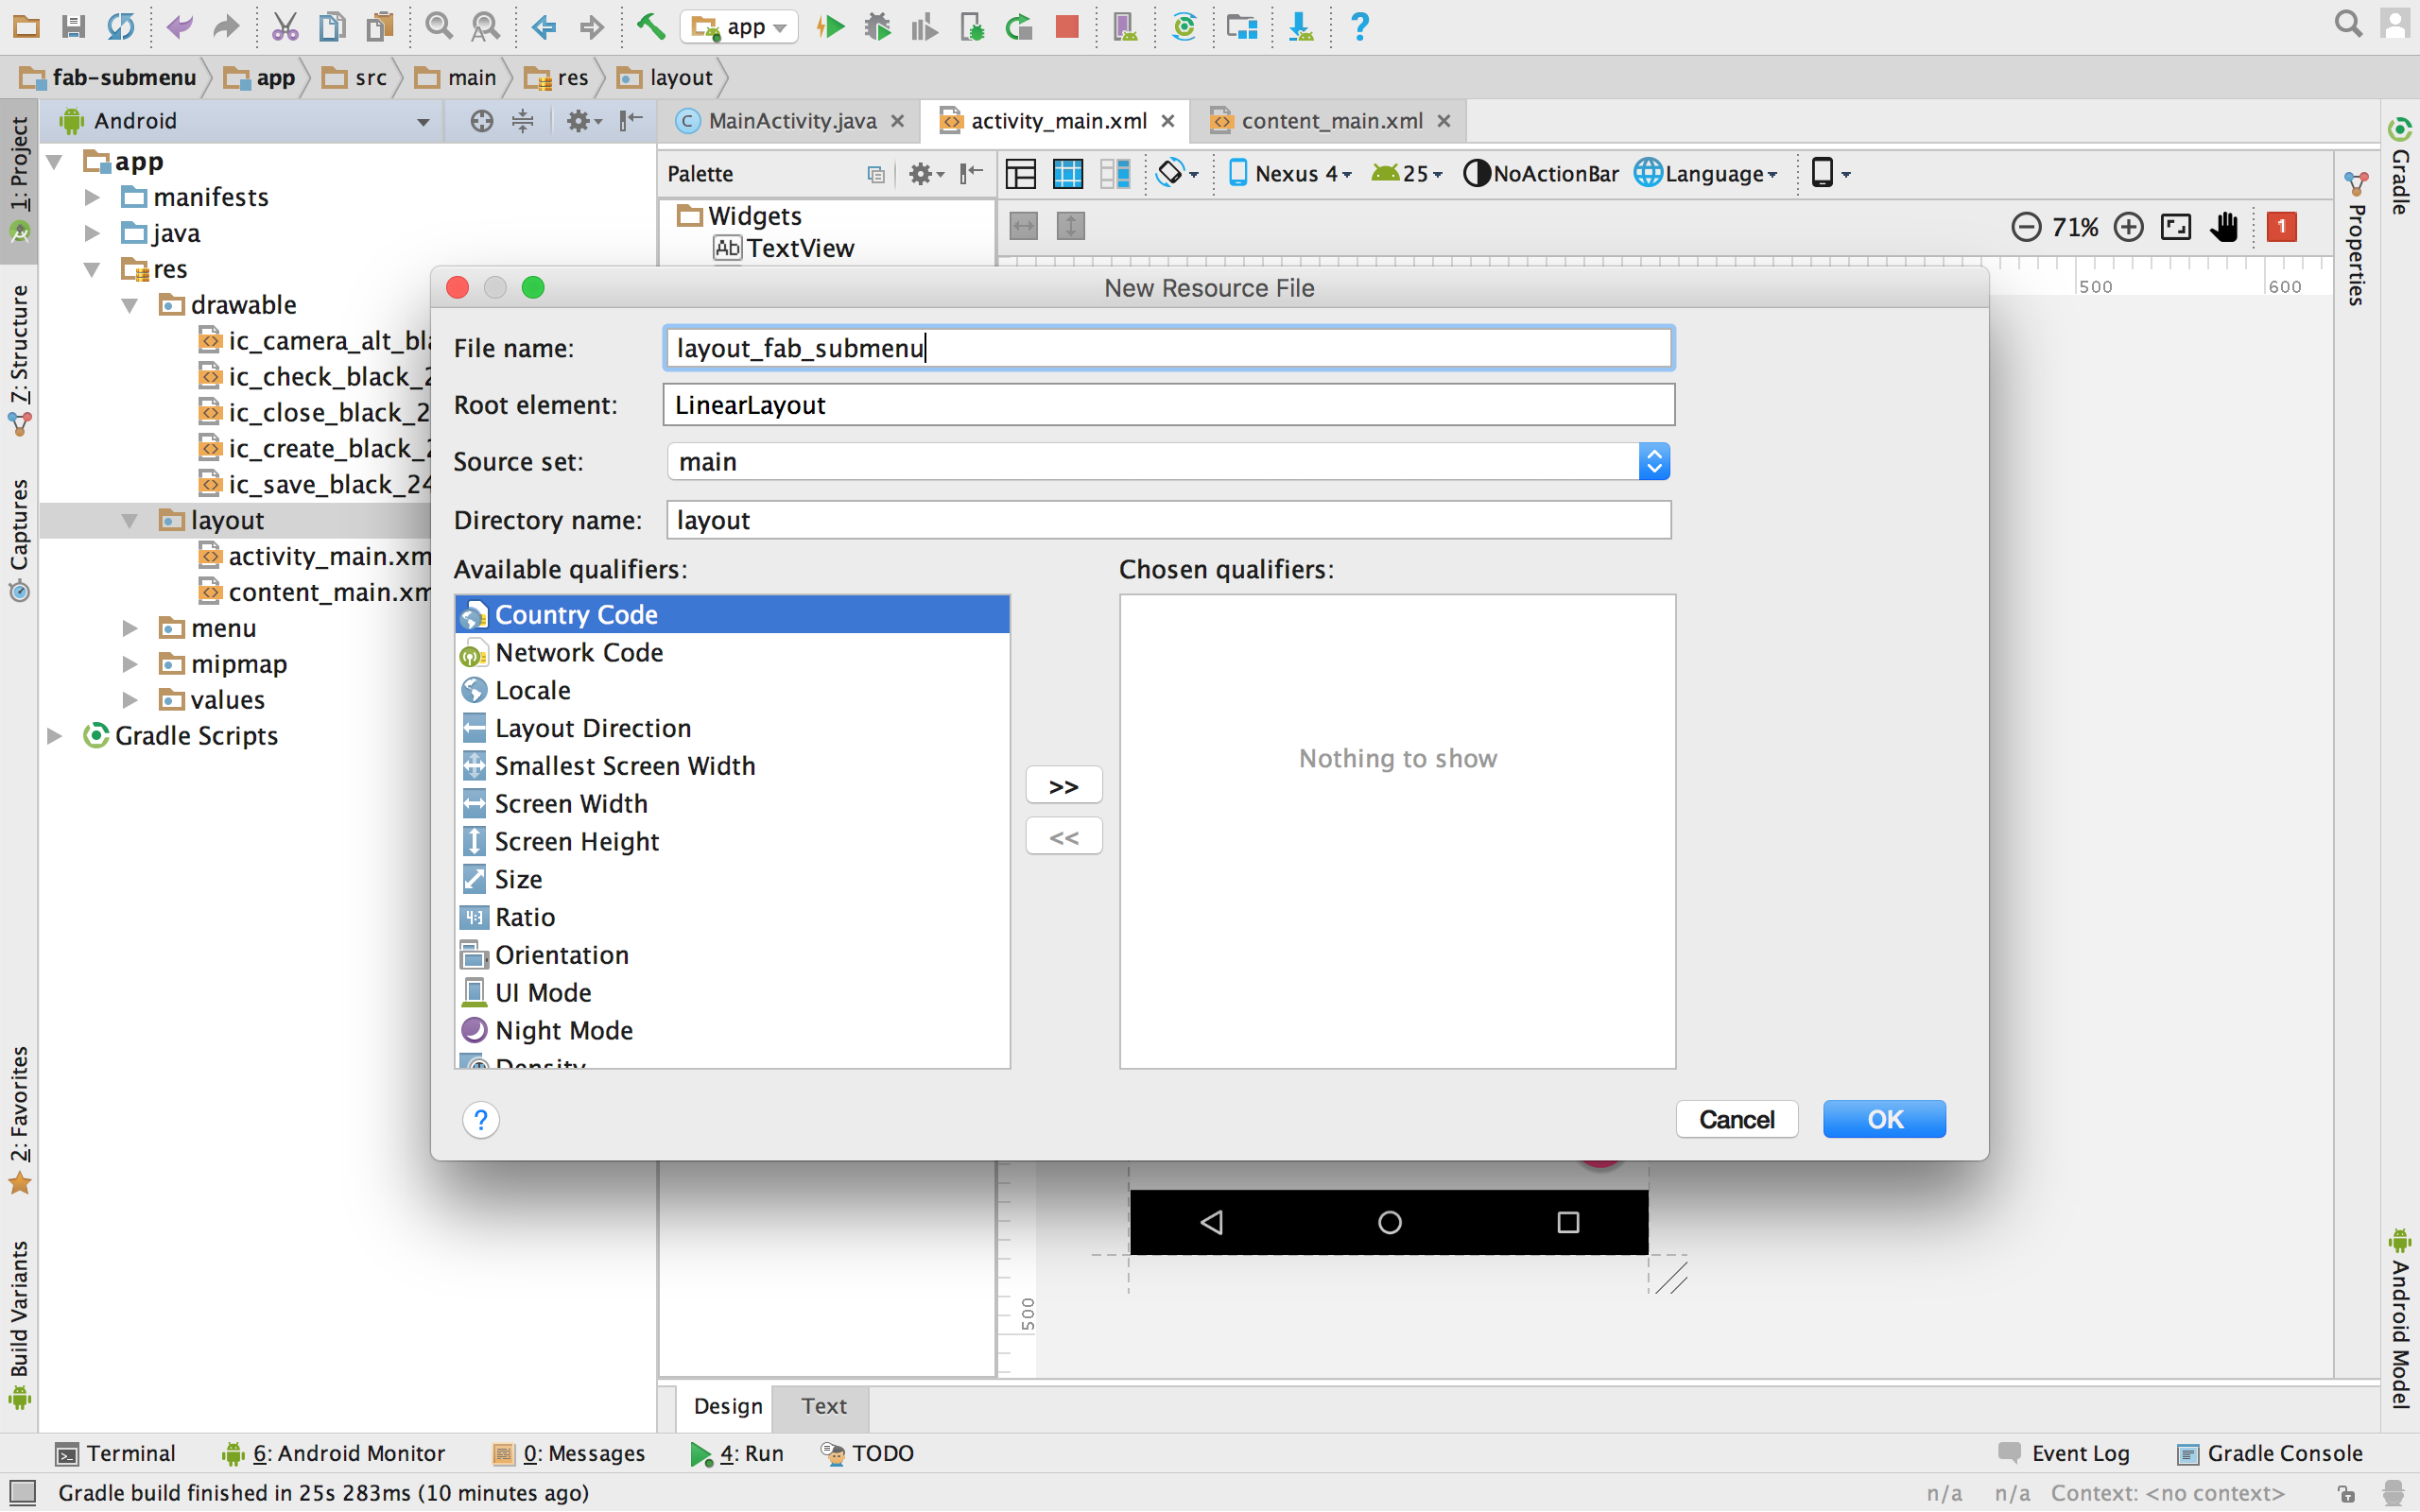 app
fab-submenu
app
src
main
res
layout
1: Project
7: Structure
Captures
2: Favorites
Build Variants
Android
app
manifests
java
res
drawable
ic_camera_alt_bl
ic_check_black_2
ic_close_black_2
ic_create_black_2
ic_save_black_24
layout
activity_main.xm
content_main.xm
menu
mipmap
values
Gradle Scripts
MainActivity.java
activity_main.xml
content_main.xml
Palette
Nexus 4
25
NoActionBar
Language
Widgets
Ab TextView
71%
1
500
600
New Resource File
File name:
layout_fab_submenu
Root element:
LinearLayout
Source set:
main
Directory name:
layout
Available qualifiers:
Chosen qualifiers:
Country Code
Network Code
Locale
Layout Direction
Smallest Screen Width
Screen Width
Screen Height
Size
Ratio
Orientation
UI Mode
Night Mode
Density
>>
<<
Nothing to show
?
Cancel
OK
500
Design
Text
Gradle
Properties
Android Model
Terminal
6: Android Monitor
0: Messages
4: Run
TODO
Event Log
Gradle Console
Gradle build finished in 25s 283ms (10 minutes ago)
n/a
n/a
Context: <no context>